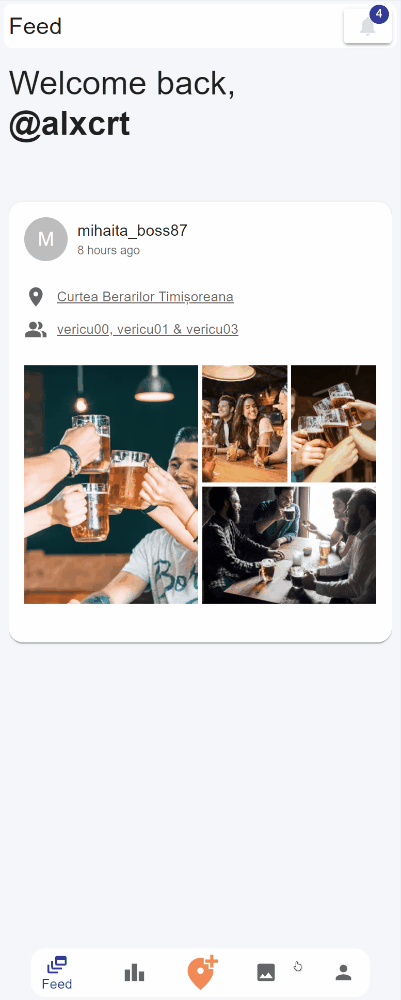 Feed
4
Welcome back,
@alxcrt
M
mihaita_boss87
8 hours ago
Curtea Berarilor Timișoreana
vericu00, vericu01 & vericu03
Feed